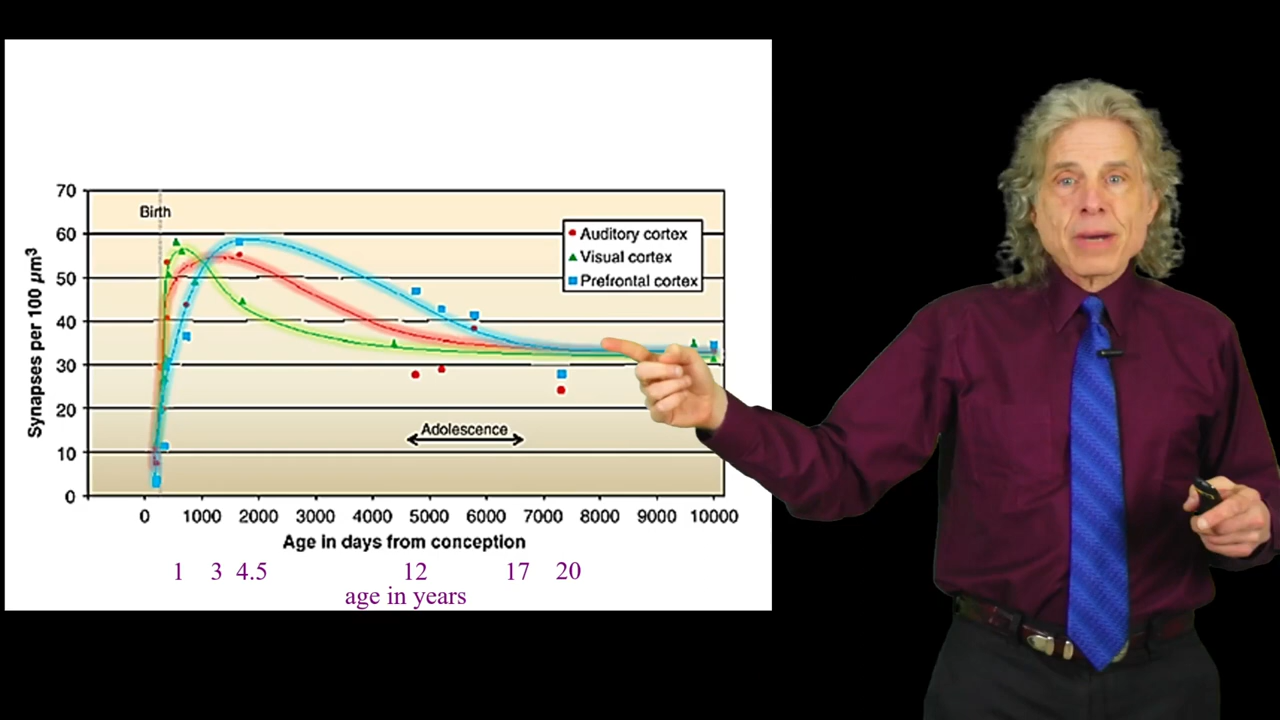 70
60
50
40
30
20
10
0
Synapses per 100 μm³
Birth
Auditory cortex
Visual cortex
Prefrontal cortex
Adolescence
0 1000 2000 3000 4000 5000 6000 7000 8000 9000 10000
Age in days from conception
1 3 4.5 12 17 20
age in years